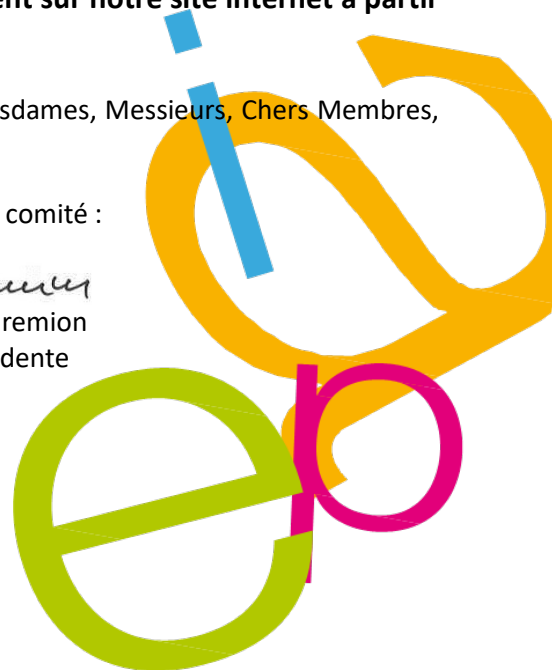 ent sur notre site internet à partir
sdames, Messieurs, Chers Membres,
comité :
remion
dente
i a
e p